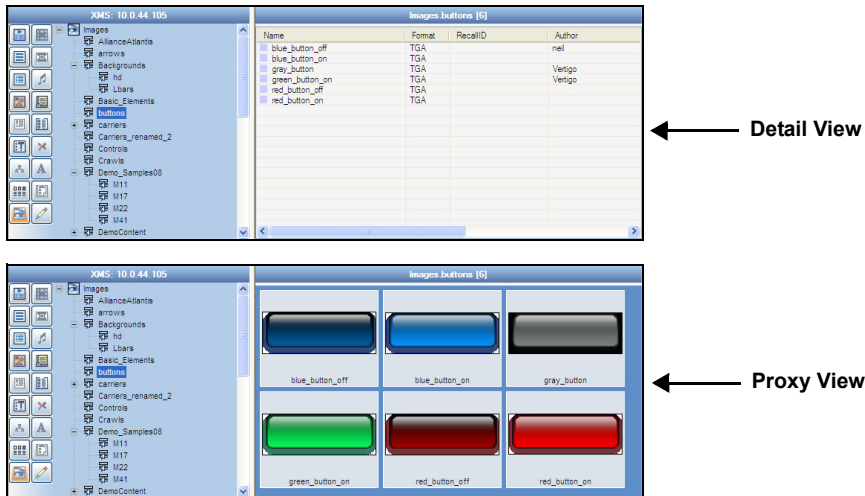 XMS: 10.0.44.105
Images.buttons [6]
Images
AllianceAtlantis
arrows
Backgrounds
hd
Lbars
Basic_Elements
buttons
carriers
Carriers_renamed_2
Controls
Crawls
Demo_Samples08
M11
M17
M22
M41
DemoContent
Name Format RecallID Author
blue_button_off TGA neil
blue_button_on TGA
gray_button TGA Vertigo
green_button_on TGA Vertigo
red_button_off TGA
red_button_on TGA
Detail View
XMS: 10.0.44.105
Images.buttons [6]
Images
AllianceAtlantis
arrows
Backgrounds
hd
Lbars
Basic_Elements
buttons
carriers
Carriers_renamed_2
Controls
Crawls
Demo_Samples08
M11
M17
M22
M41
DemoContent
blue_button_off blue_button_on gray_button
green_button_on red_button_off red_button_on
Proxy View